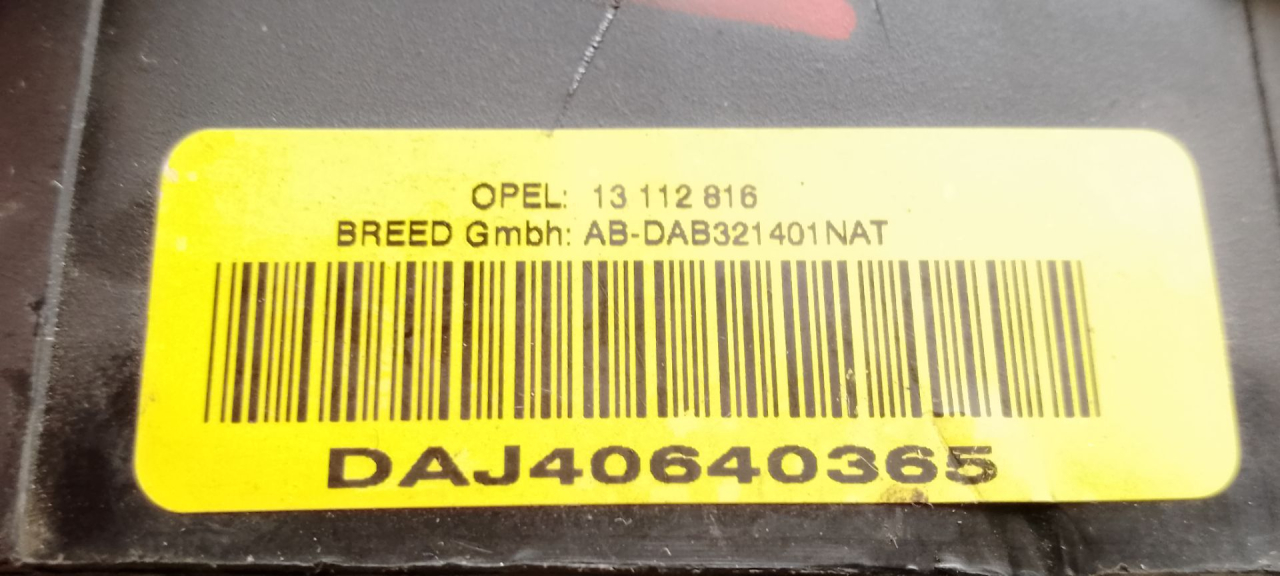 OPEL: 13 112 816
BREED Gmbh: AB-DAB321401NAT
DAJ40640365